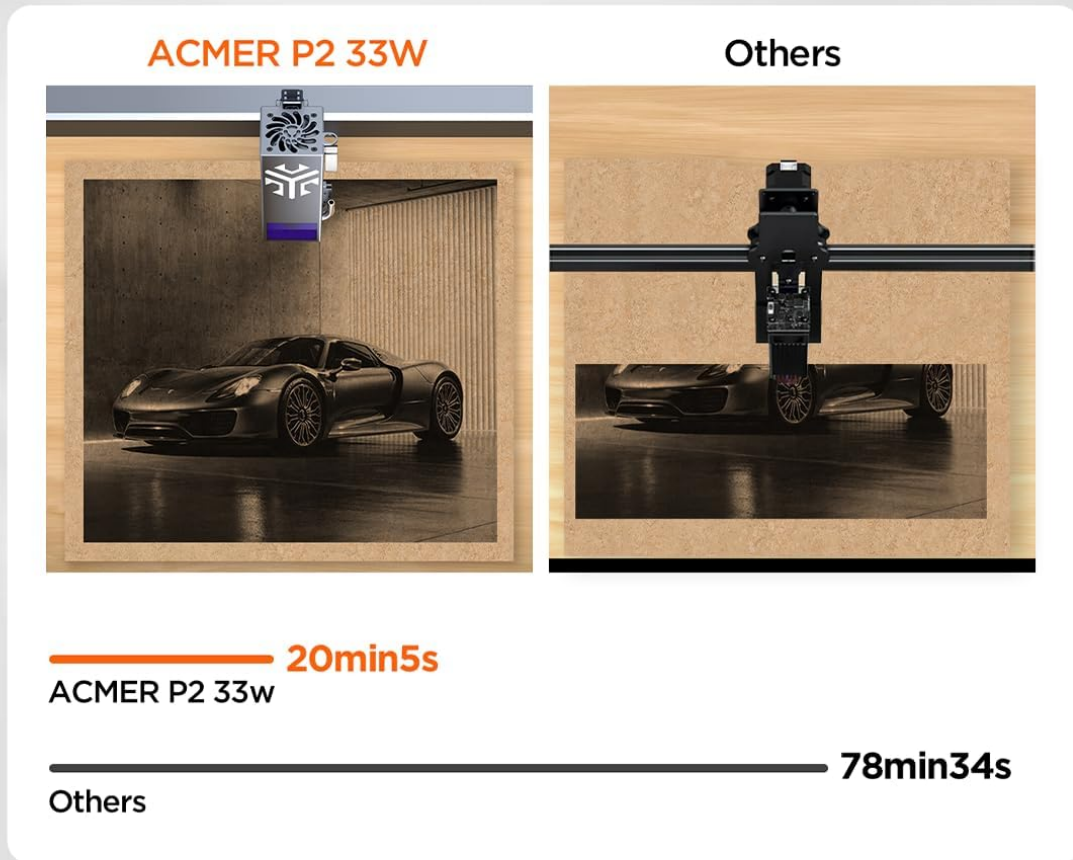 ACMER P2 33W
Others
20min5s
ACMER P2 33w
78min34s
Others